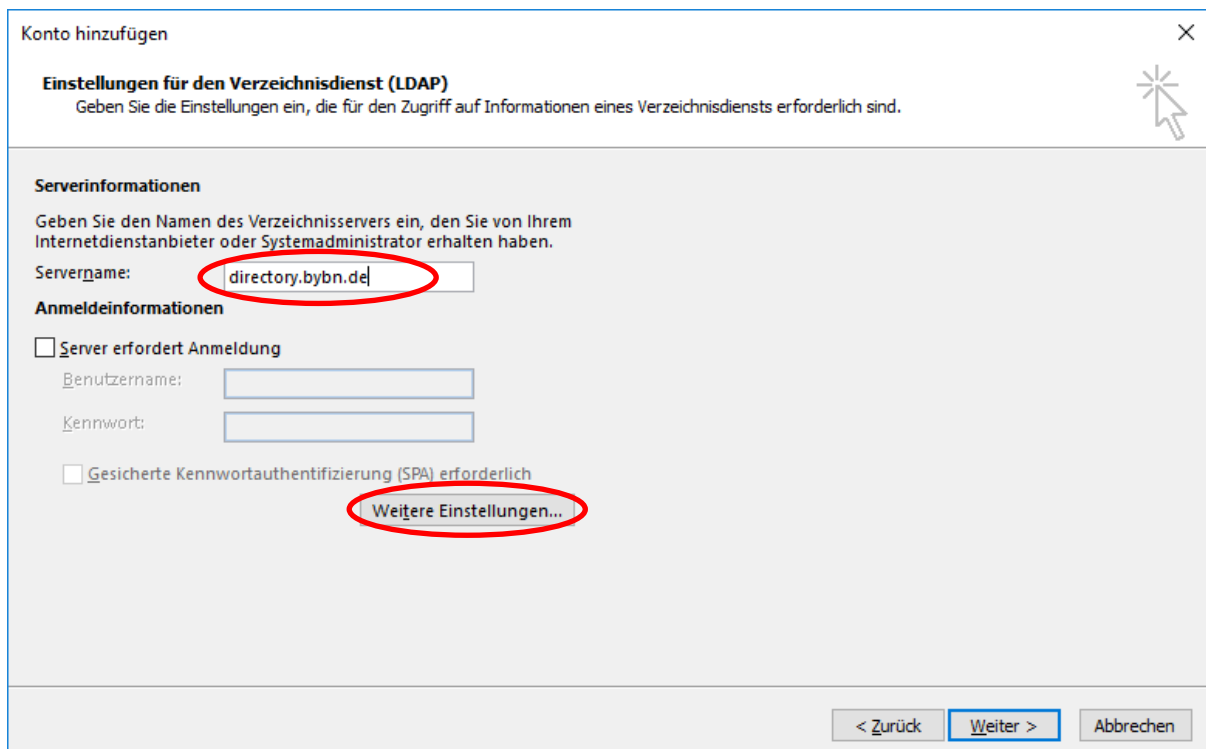 Konto hinzufügen
Einstellungen für den Verzeichnisdienst (LDAP)
Geben Sie die Einstellungen ein, die für den Zugriff auf Informationen eines Verzeichnisdiensts erforderlich sind.
Serverinformationen
Geben Sie den Namen des Verzeichnisservers ein, den Sie von Ihrem
Internetdienstanbieter oder Systemadministrator erhalten haben.
Servername: directory.bybn.de
Anmeldeinformationen
Server erfordert Anmeldung
Benutzername:
Kennwort:
Gesicherte Kennwortauthentifizierung (SPA) erforderlich
Weitere Einstellungen...
< Zurück Weiter > Abbrechen